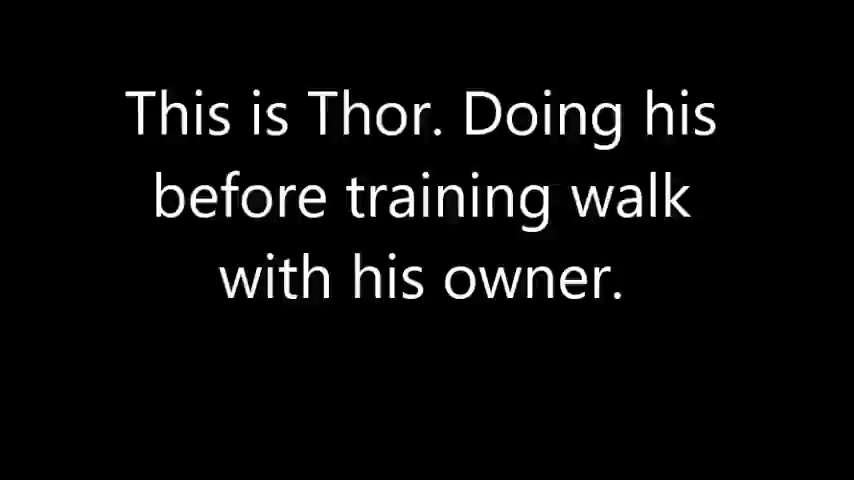 This is Thor. Doing his
before training walk
with his owner.